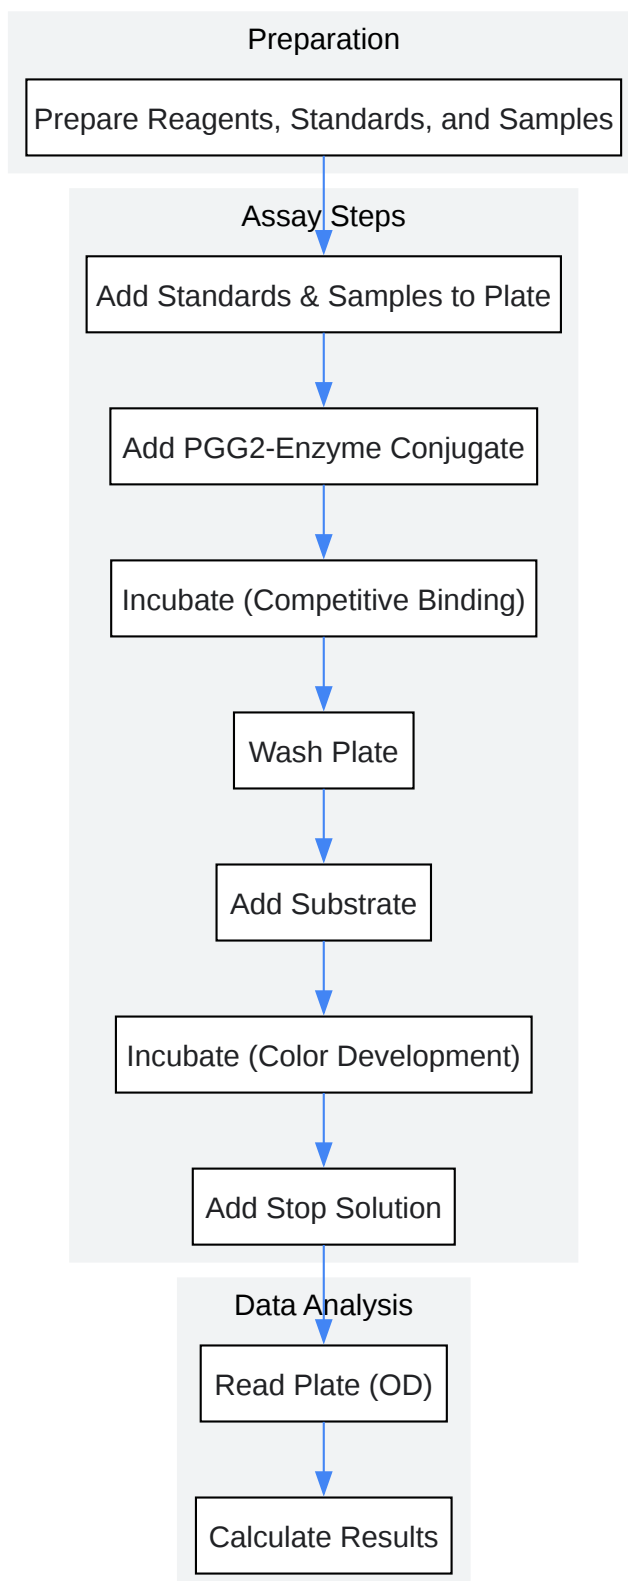 Preparation
Prepare Reagents, Standards, and Samples
Assay Steps
Add Standards & Samples to Plate
Add PGG2-Enzyme Conjugate
Incubate (Competitive Binding)
Wash Plate
Add Substrate
Incubate (Color Development)
Add Stop Solution
Data Analysis
Read Plate (OD)
Calculate Results